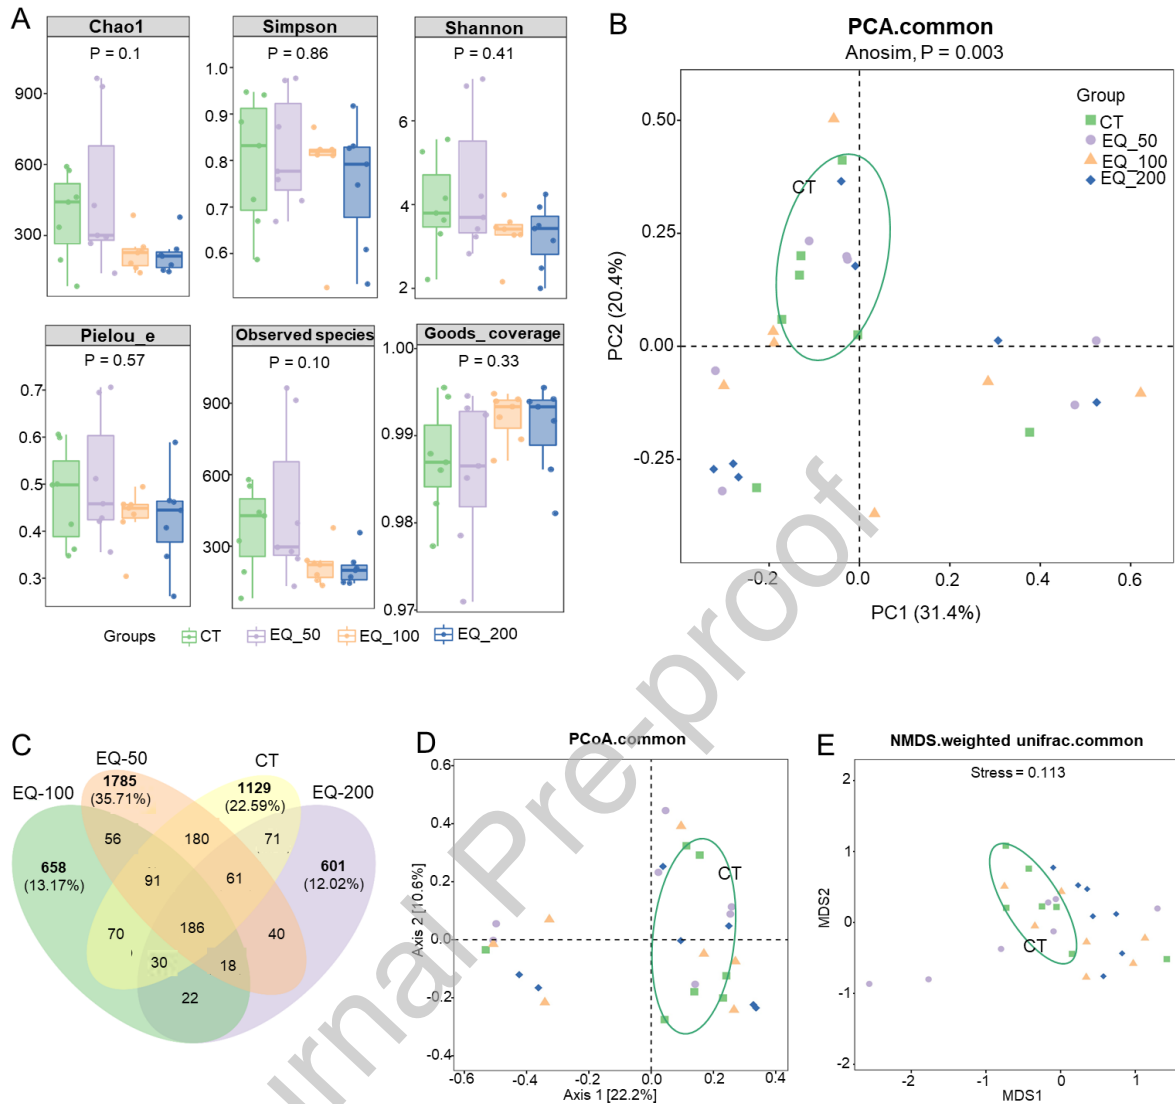 A
Chao1
P = 0.1
900
600
300
Simpson
P = 0.86
1.0
0.9
0.8
0.7
0.6
Shannon
P = 0.41
6
4
2
Pielou_e
P = 0.57
0.7
0.6
0.5
0.4
0.3
Observed species
P = 0.10
900
600
300
Goods_coverage
P = 0.33
1.00
0.99
0.98
0.97
Groups CT EQ_50 EQ_100 EQ_200
B
PCA.common
Anosim, P = 0.003
Group
CT
EQ_50
EQ_100
EQ_200
CT
PC2 (20.4%)
0.50
0.25
0.00
-0.25
-0.2 0.0 0.2 0.4 0.6
PC1 (31.4%)
C
EQ-50
CT
EQ-100
EQ-200
1785
(35.71%)
1129
(22.59%)
56
180
71
658
(13.17%)
601
(12.02%)
91
61
70
186
40
30
18
22
D
PCoA.common
Axis 2 [10.6%]
0.6
0.4
0.2
0.0
-0.2
-0.4
CT
-0.6 -0.4 -0.2 0.0 0.2 0.4
Axis 1 [22.2%]
E
NMDS.weighted unifrac.common
Stress = 0.113
MDS2
2
1
0
-1
-2
CT
-2 -1 0 1
MDS1
urnal Pre-proof